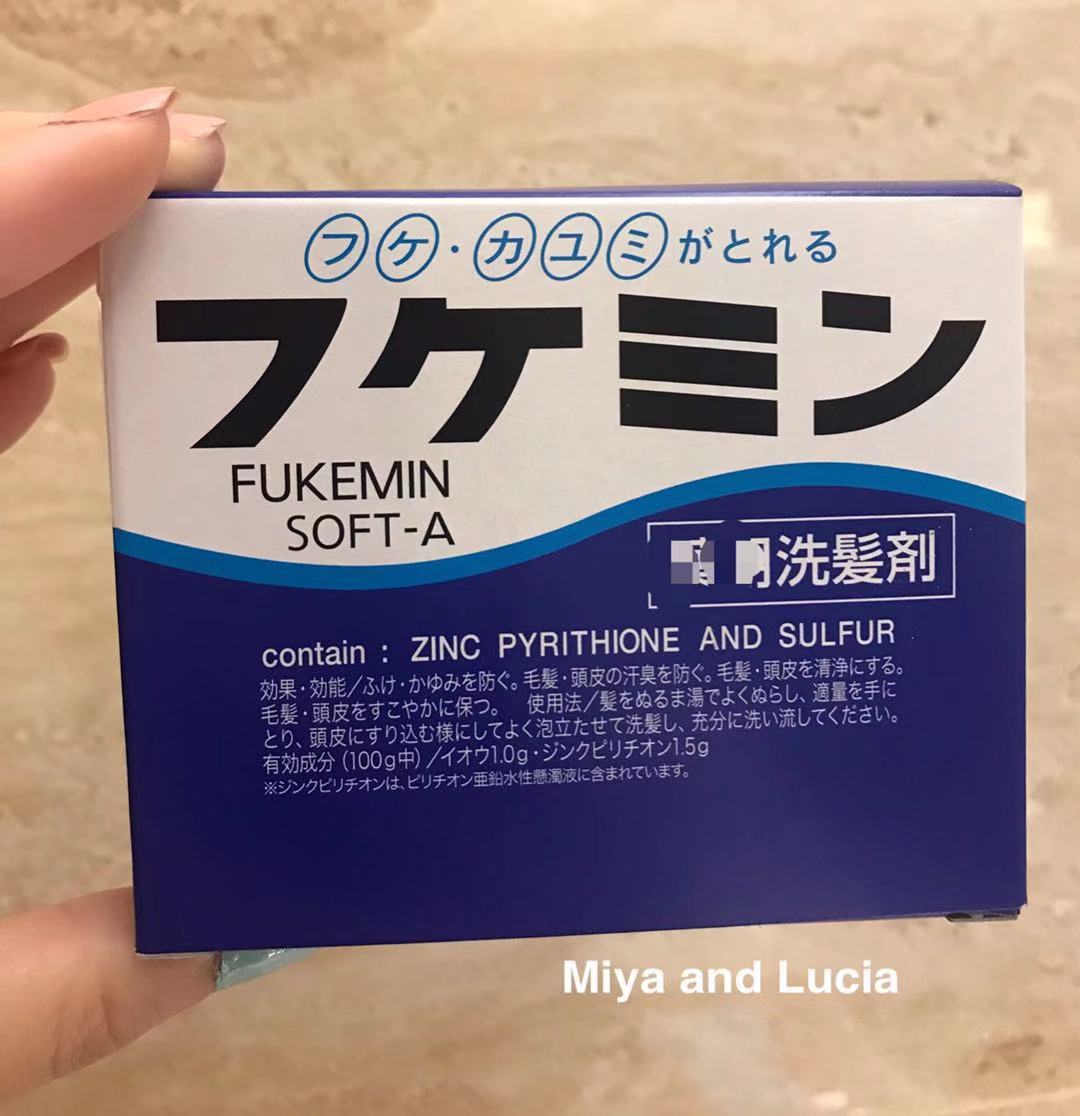 フケ・カユミがとれる
フケミン
FUKEMIN
SOFT-A
洗髪剤
contain : ZINC PYRITHIONE AND SULFUR
効果・効能/ふけ・かゆみを防ぐ。毛髪・頭皮の汗臭を防ぐ。毛髪・頭皮を清浄にする。
毛髪・頭皮をすこやかに保つ。 使用法/髪をぬるま湯でよくぬらし、適量を手に
とり、頭皮にすり込む様にしてよく泡立たせて洗髪し、充分に洗い流してください。
有効成分(100g中)/イオウ1.0g・ジンクピリチオン1.5g
※ジンクピリチオンは、ピリチオン亜鉛水性懸濁液に含まれています。
Miya and Lucia